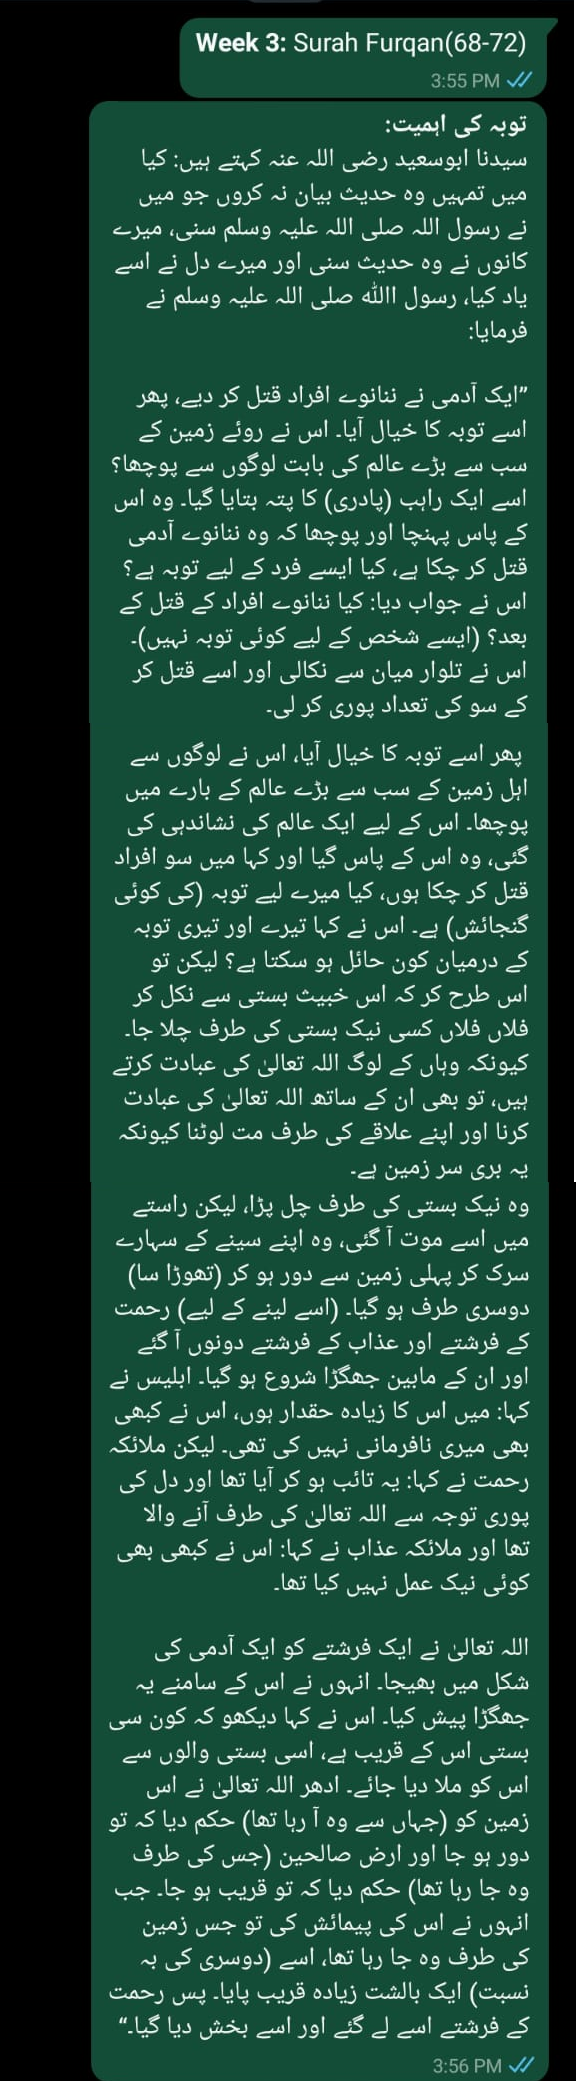 Week 3: Surah Furqan(68-72)
3:55 PM
توبہ کی اہمیت:
سیدنا ابوسعید رضی اللہ عنہ کہتے ہیں: کیا
میں تمہیں وہ حدیث بیان نہ کروں جو میں
نے رسول اللہ صلی اللہ علیہ وسلم سنی، میرے
کانوں نے وہ حدیث سنی اور میرے دل نے اسے
یاد کیا، رسول االلہ صلی اللہ علیہ وسلم نے
فرمایا:
”ایک آدمی نے ننانوے افراد قتل کر دیے، پھر
اسے توبہ کا خیال آیا۔ اس نے روئے زمین کے
سب سے بڑے عالم کی بابت لوگوں سے پوچھا؟
اسے ایک راہب (پادری) کا پتہ بتایا گیا۔ وہ اس
کے پاس پہنچا اور پوچھا کہ وہ ننانوے آدمی
قتل کر چکا ہے، کیا ایسے فرد کے لیے توبہ ہے؟
اس نے جواب دیا: کیا ننانوے افراد کے قتل کے
بعد؟ (ایسے شخص کے لیے کوئی توبہ نہیں)۔
اس نے تلوار میان سے نکالی اور اسے قتل کر
کے سو کی تعداد پوری کر لی۔
پھر اسے توبہ کا خیال آیا، اس نے لوگوں سے
اہل زمین کے سب سے بڑے عالم کے بارے میں
پوچھا۔ اس کے لیے ایک عالم کی نشاندہی کی
گئی، وہ اس کے پاس گیا اور کہا میں سو افراد
قتل کر چکا ہوں، کیا میرے لیے توبہ (کی کوئی
گنجائش) ہے۔ اس نے کہا تیرے اور تیری توبہ
کے درمیان کون حائل ہو سکتا ہے؟ لیکن تو
اس طرح کر کہ اس خبیث بستی سے نکل کر
فلاں فلاں کسی نیک بستی کی طرف چلا جا۔
کیونکہ وہاں کے لوگ اللہ تعالیٰ کی عبادت کرتے
ہیں، تو بھی ان کے ساتھ اللہ تعالیٰ کی عبادت
کرنا اور اپنے علاقے کی طرف مت لوٹنا کیونکہ
یہ بری سر زمین ہے۔
وہ نیک بستی کی طرف چل پڑا، لیکن راستے
میں اسے موت آ گئی، وہ اپنے سینے کے سہارے
سرک کر پہلی زمین سے دور ہو کر (تھوڑا سا)
دوسری طرف ہو گیا۔ (اسے لینے کے لیے) رحمت
کے فرشتے اور عذاب کے فرشتے دونوں آ گئے
اور ان کے مابین جھگڑا شروع ہو گیا۔ ابلیس نے
کہا: میں اس کا زیادہ حقدار ہوں، اس نے کبھی
بھی میری نافرمانی نہیں کی تھی۔ لیکن ملائکہ
رحمت نے کہا: یہ تائب ہو کر آیا تھا اور دل کی
پوری توجہ سے اللہ تعالیٰ کی طرف آنے والا
تھا اور ملائکہ عذاب نے کہا: اس نے کبھی بھی
کوئی نیک عمل نہیں کیا تھا۔
اللہ تعالیٰ نے ایک فرشتے کو ایک آدمی کی
شکل میں بھیجا۔ انہوں نے اس کے سامنے یہ
جھگڑا پیش کیا۔ اس نے کہا دیکھو کہ کون سی
بستی اس کے قریب ہے، اسی بستی والوں سے
اس کو ملا دیا جائے۔ ادھر اللہ تعالیٰ نے اس
زمین کو (جہاں سے وہ آ رہا تھا) حکم دیا کہ تو
دور ہو جا اور ارض صالحین (جس کی طرف
وہ جا رہا تھا) حکم دیا کہ تو قریب ہو جا۔ جب
انہوں نے اس کی پیمائش کی تو جس زمین
کی طرف وہ جا رہا تھا، اسے (دوسری کی بہ
نسبت) ایک بالشت زیادہ قریب پایا۔ پس رحمت
کے فرشتے اسے لے گئے اور اسے بخش دیا گیا۔“
3:56 PM